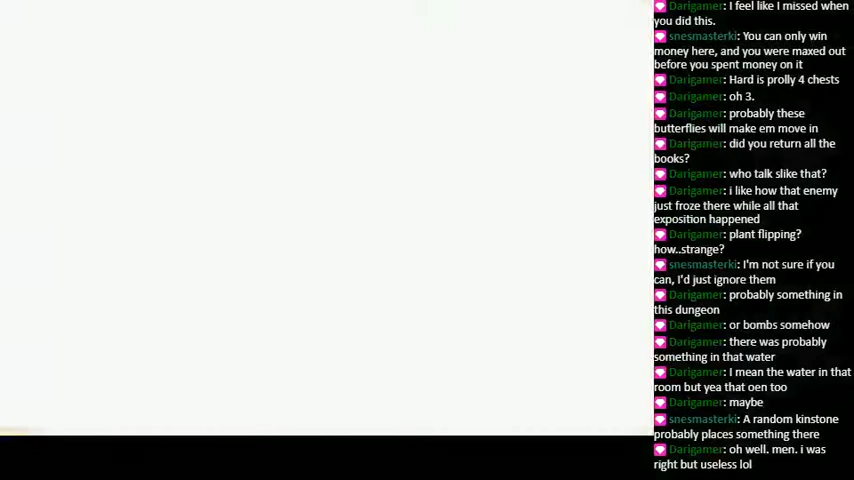 Darigamer: I feel like I missed when
you did this.
snesmasterki: You can only win
money here, and you were maxed out
before you spent money on it
Darigamer: Hard is prolly 4 chests
Darigamer: oh 3.
Darigamer: probably these
butterflies will make em move in
Darigamer: did you return all the
books?
Darigamer: who talk slike that?
Darigamer: i like how that enemy
just froze there while all that
exposition happened
Darigamer: plant flipping?
how..strange?
snesmasterki: I'm not sure if you
can, I'd just ignore them
Darigamer: probably something in
this dungeon
Darigamer: or bombs somehow
Darigamer: there was probably
something in that water
Darigamer: I mean the water in that
room but yea that oen too
Darigamer: maybe
snesmasterki: A random kinstone
probably places something there
Darigamer: oh well. men. i was
right but useless lol